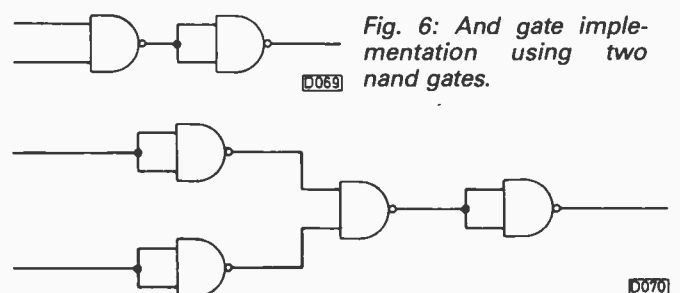 Fig. 6: And gate imple-
mentation using two
nand gates.
D069
D070